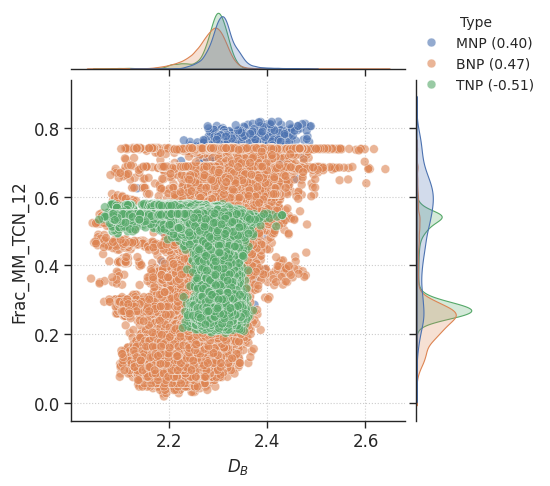 Type
MNP (0.40)
BNP (0.47)
TNP (-0.51)
Frac_MM_TCN_12
0.8
0.6
0.4
0.2
0.0
2.2 2.4 2.6
D_B